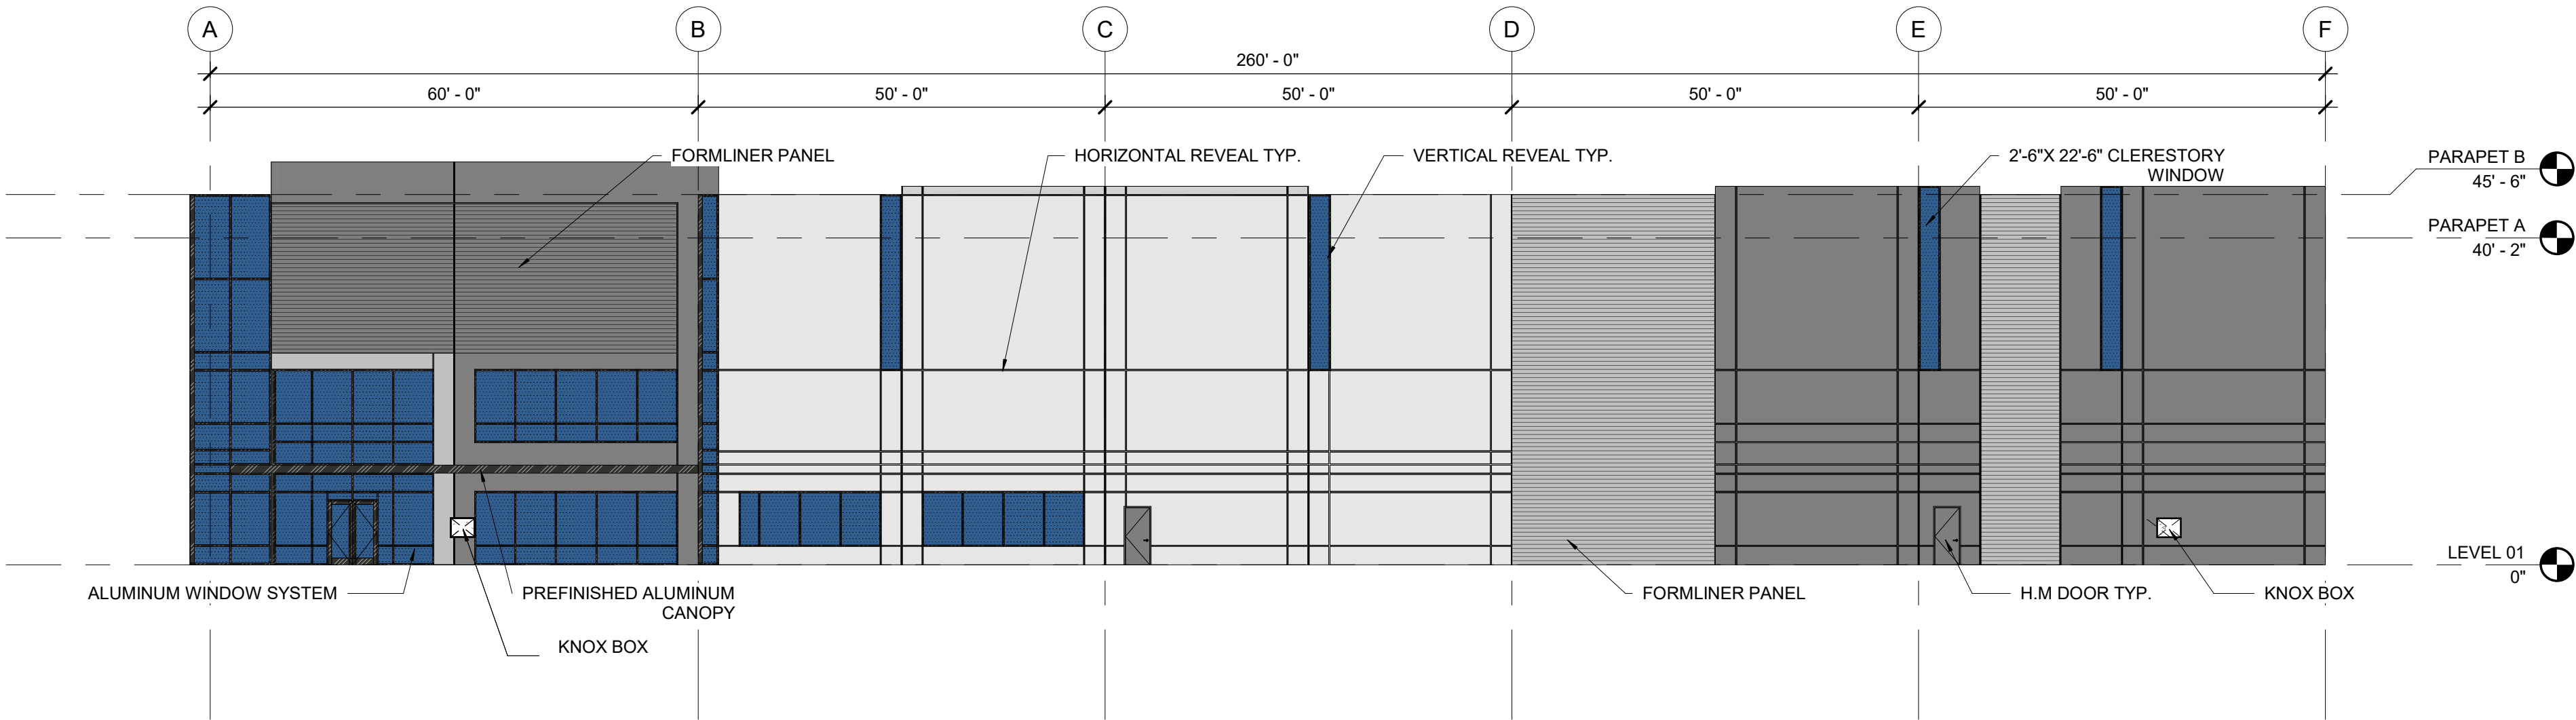 A B C D E F
260' - 0"
60' - 0" 50' - 0" 50' - 0" 50' - 0" 50' - 0"
FORMLINER PANEL
HORIZONTAL REVEAL TYP.
VERTICAL REVEAL TYP.
2'-6"X 22'-6" CLERESTORY
WINDOW
PARAPET B
45' - 6"
PARAPET A
40' - 2"
LEVEL 01
0"
ALUMINUM WINDOW SYSTEM
PREFINISHED ALUMINUM
CANOPY
KNOX BOX
FORMLINER PANEL
H.M DOOR TYP.
KNOX BOX